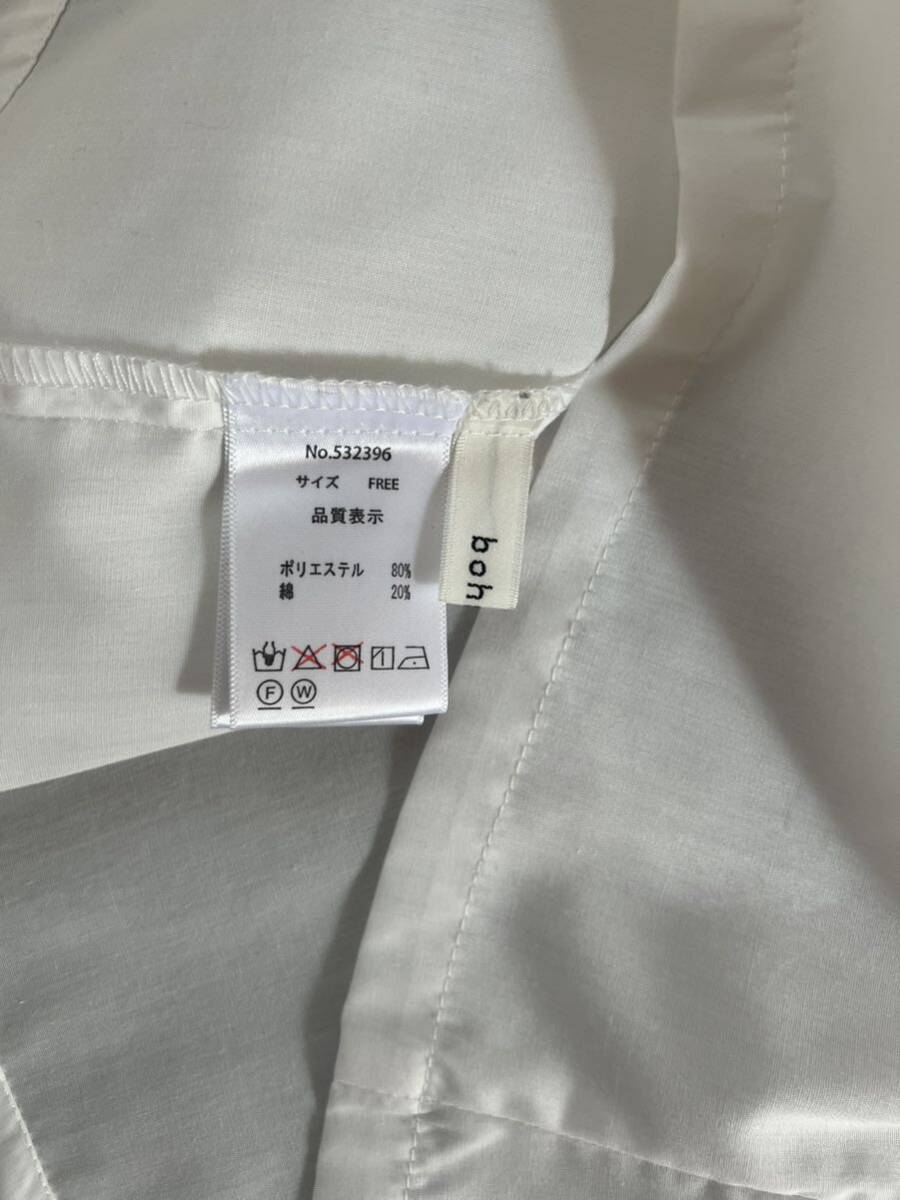 No.532396
サイズ FREE
品質表示
ポリエステル 80%
綿 20%
F W
boh